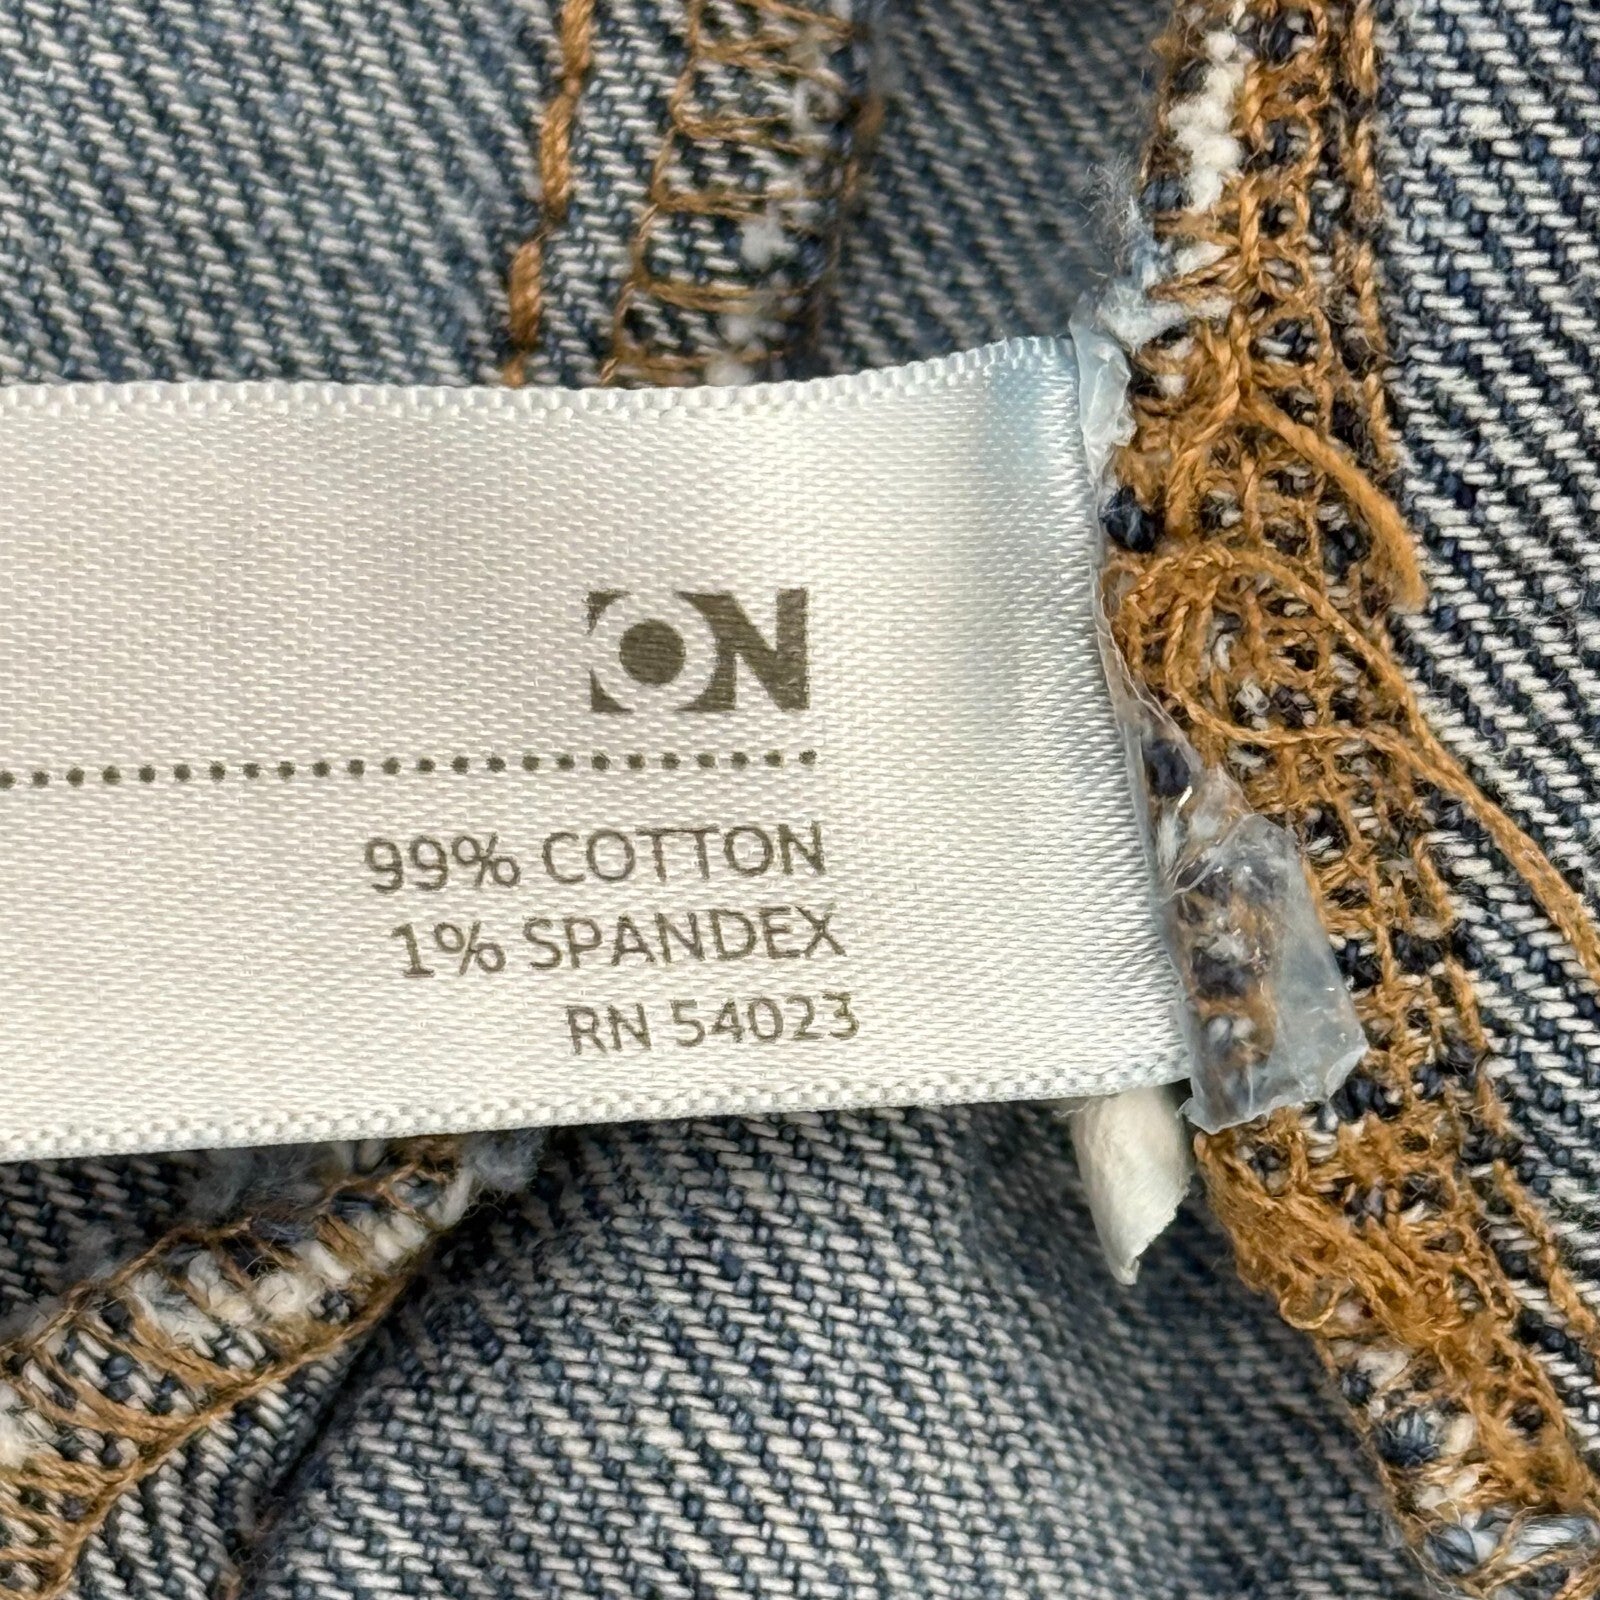 ON
99% COTTON
1% SPANDEX
RN 54023